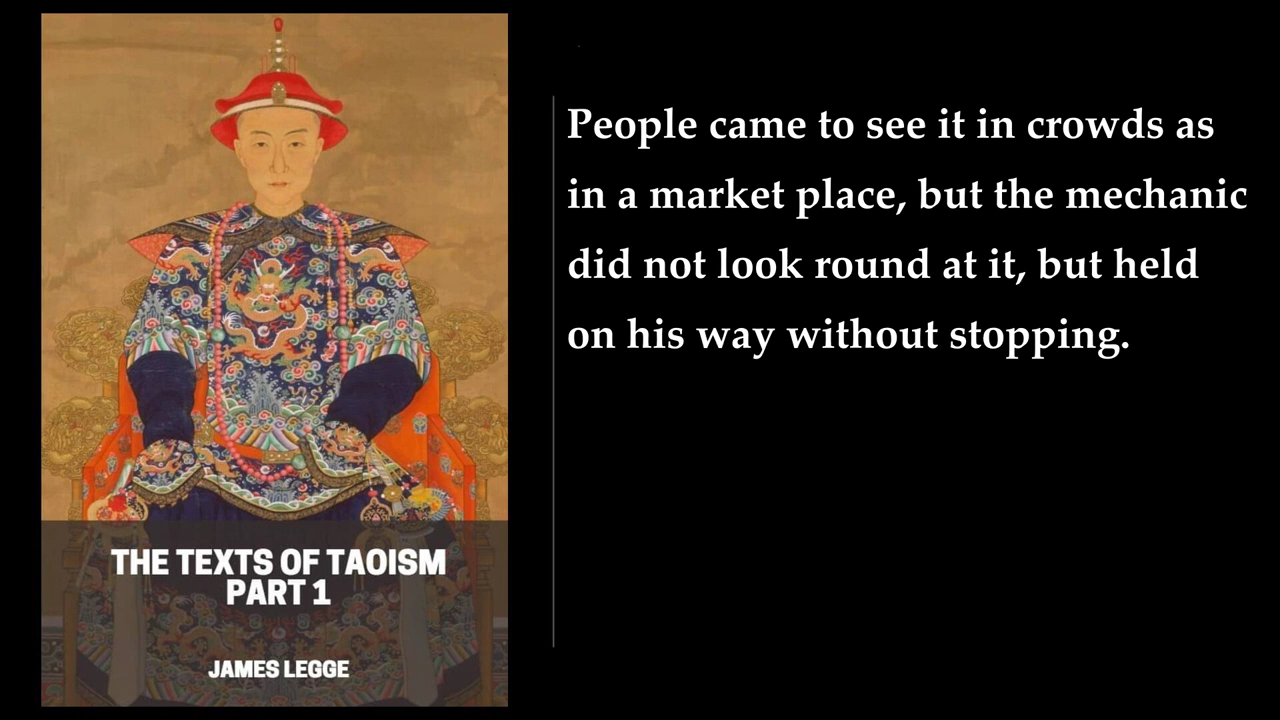 People came to see it in crowds as
in a market place, but the mechanic
did not look round at it, but held
on his way without stopping.
THE TEXTS OF TAOISM
PART 1
JAMES LEGGE